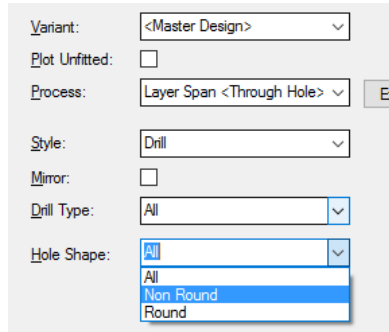 Variant: <Master Design>
Plot Unfitted:
Process: Layer Span <Through Hole>
Style: Drill
Mirror:
Drill Type: All
Hole Shape: All
All
Non Round
Round